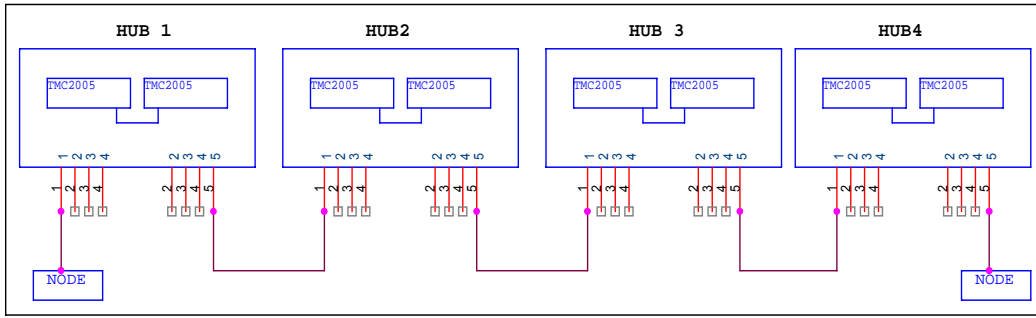 HUB 1 HUB2 HUB 3 HUB4
TMC2005 TMC2005 TMC2005 TMC2005 TMC2005 TMC2005 TMC2005 TMC2005
1 2 3 4 2 3 4 5 1 2 3 4 2 3 4 5 1 2 3 4 2 3 4 5 1 2 3 4 2 3 4 5
1 2 3 4 2 3 4 5 1 2 3 4 2 3 4 5 1 2 3 4 2 3 4 5 1 2 3 4 2 3 4 5
NODE NODE